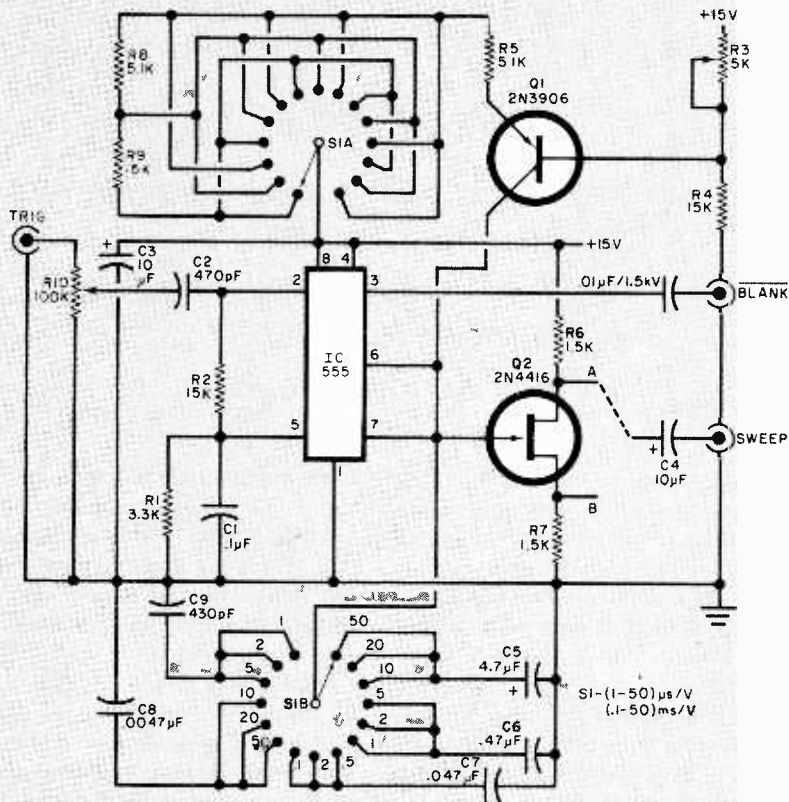 R8
5.1K
R9
.5K
S1A
R5
5.1K
Q1
2N3906
+15V
R3
5K
R4
15K
TRIG
R10
100K
+
C3
10
µF
C2
470pF
8
4
+15V
2
3
.01µF/1.5kV
BLANK
R2
15K
IC
555
6
R6
1.5K
Q2
2N4416
A
5
7
SWEEP
+
C4
10µF
R1
3.3K
C1
.1µF
1
B
R7
1.5K
C9
430pF
1
50
2
20
5
10
C5
4.7µF
+
10
S1B
5
S1-(1-50)µs/V
(.1-50)ms/V
C8
.0047µF
20
2
C6
.47µF
50
1
.1
.2
.5
C7
.047µF